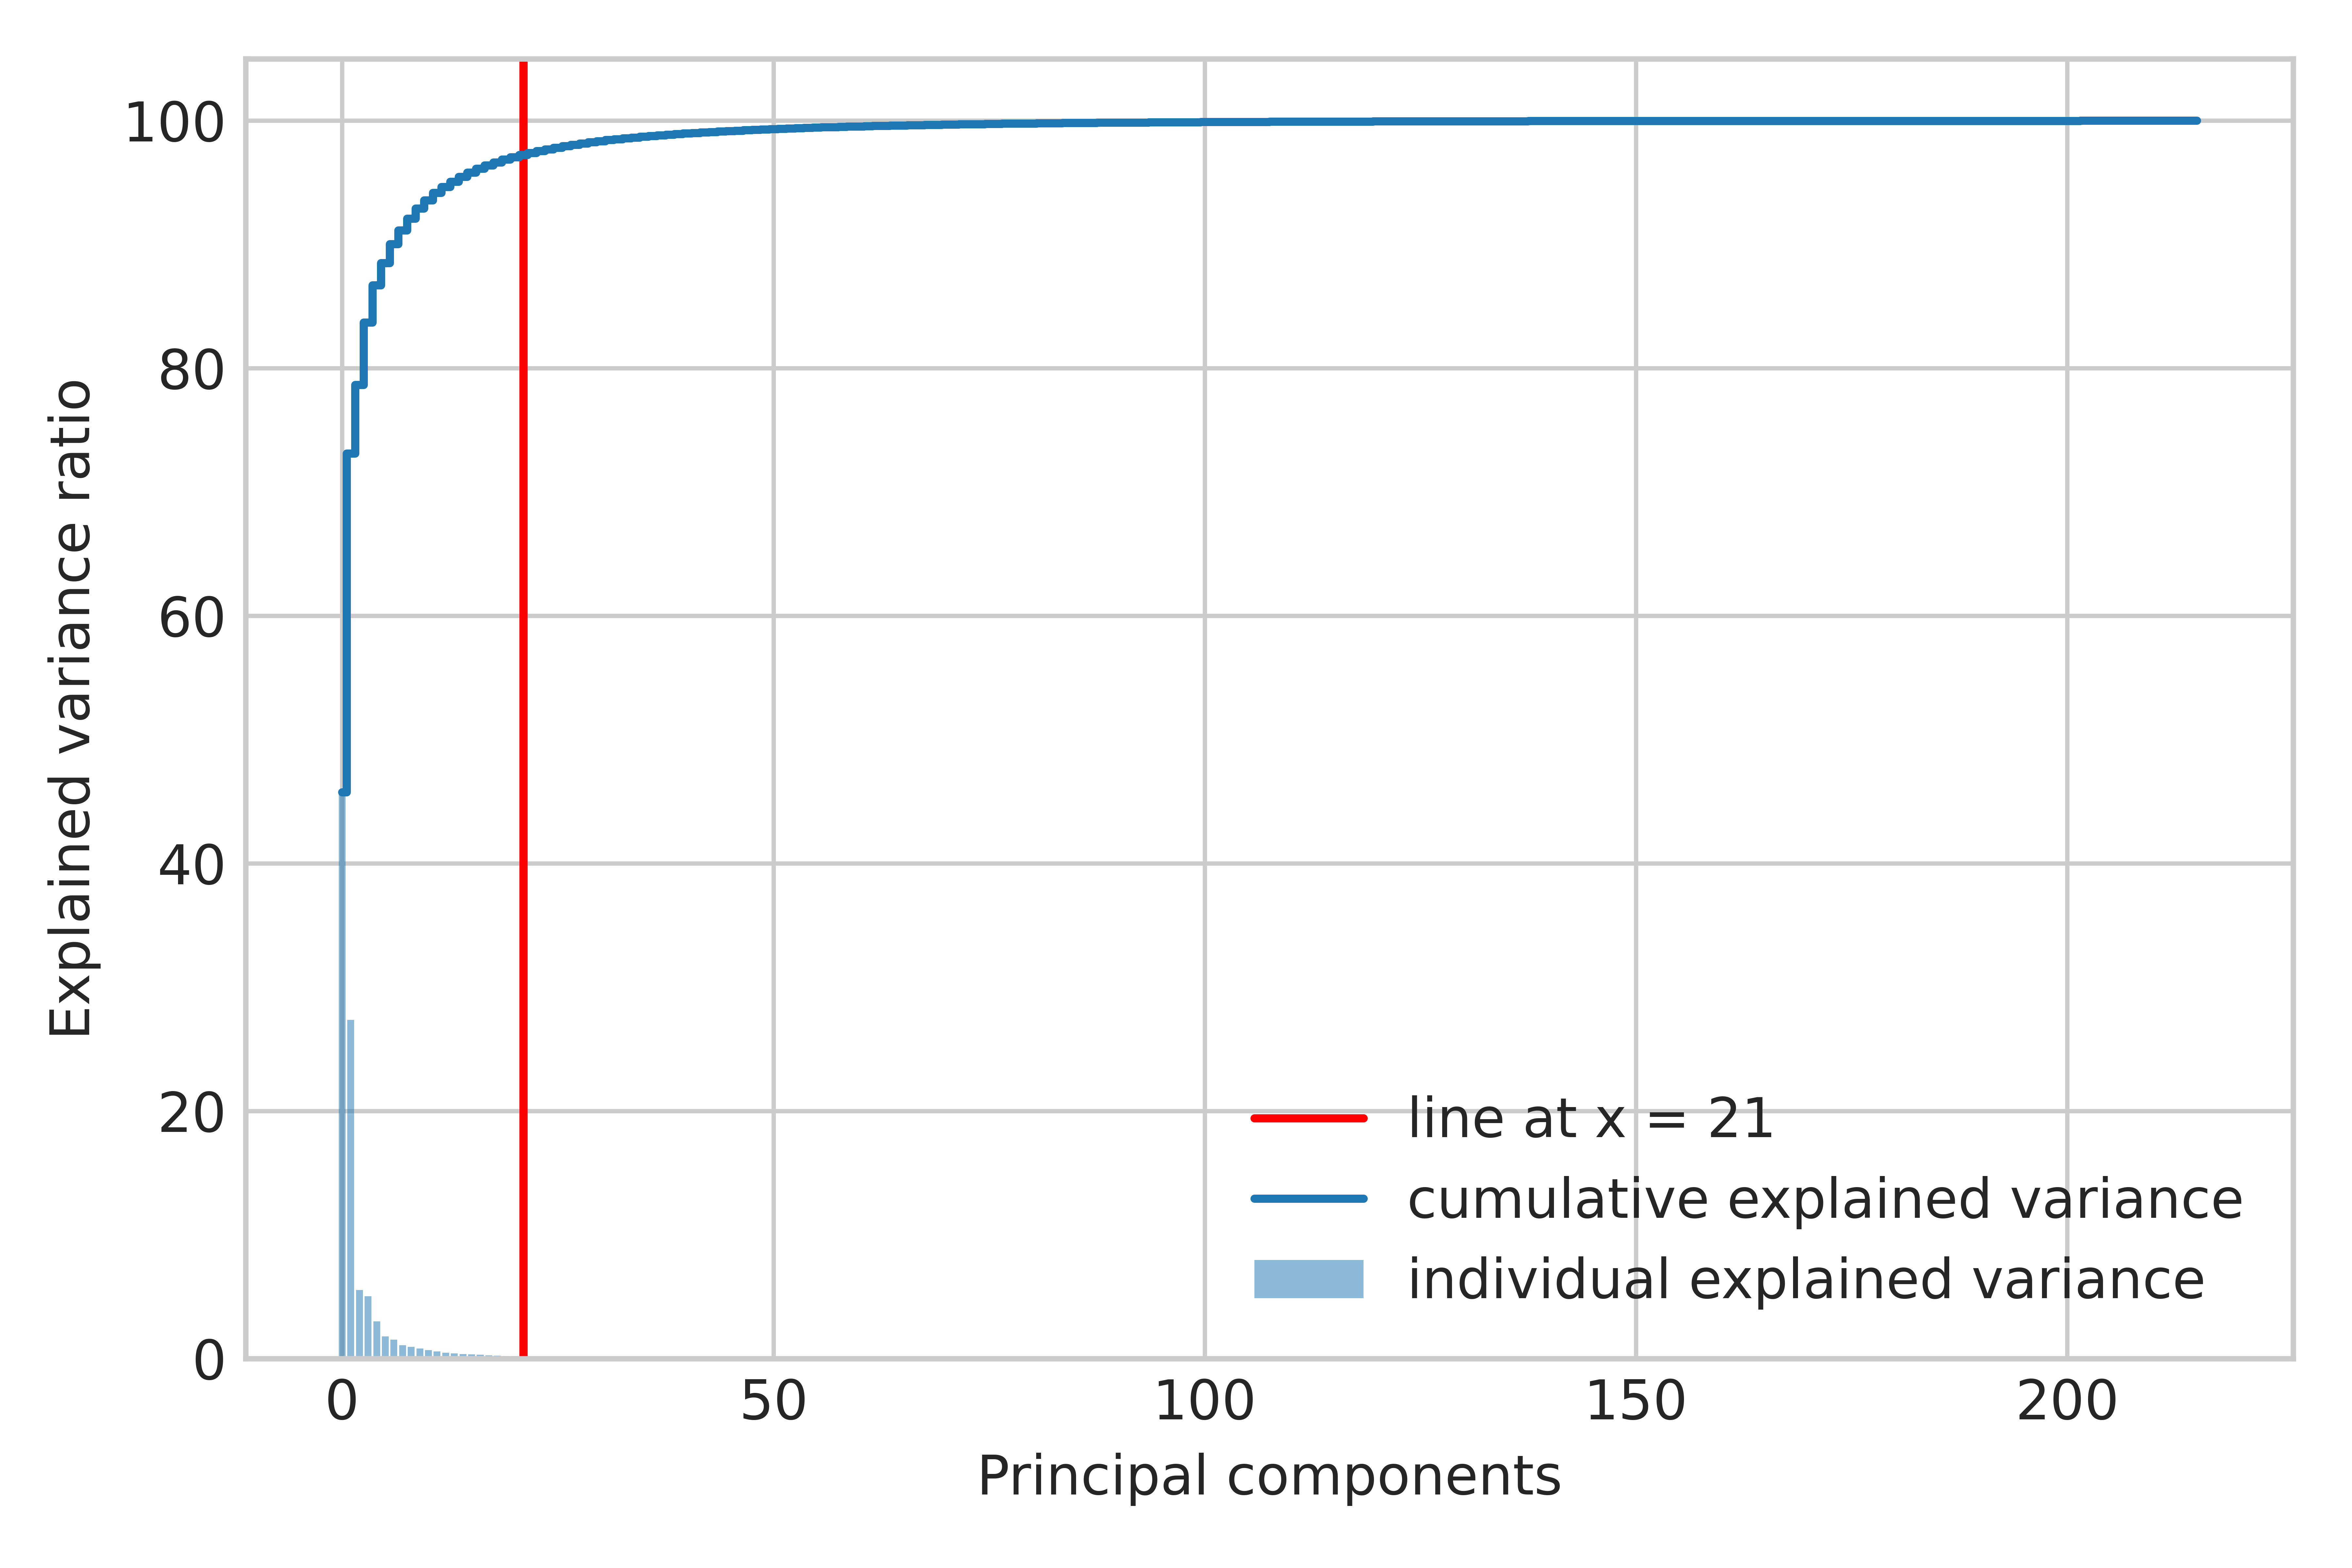 Explained variance ratio
100
80
60
40
20
0
0 50 100 150 200
Principal components
line at x = 21
cumulative explained variance
individual explained variance